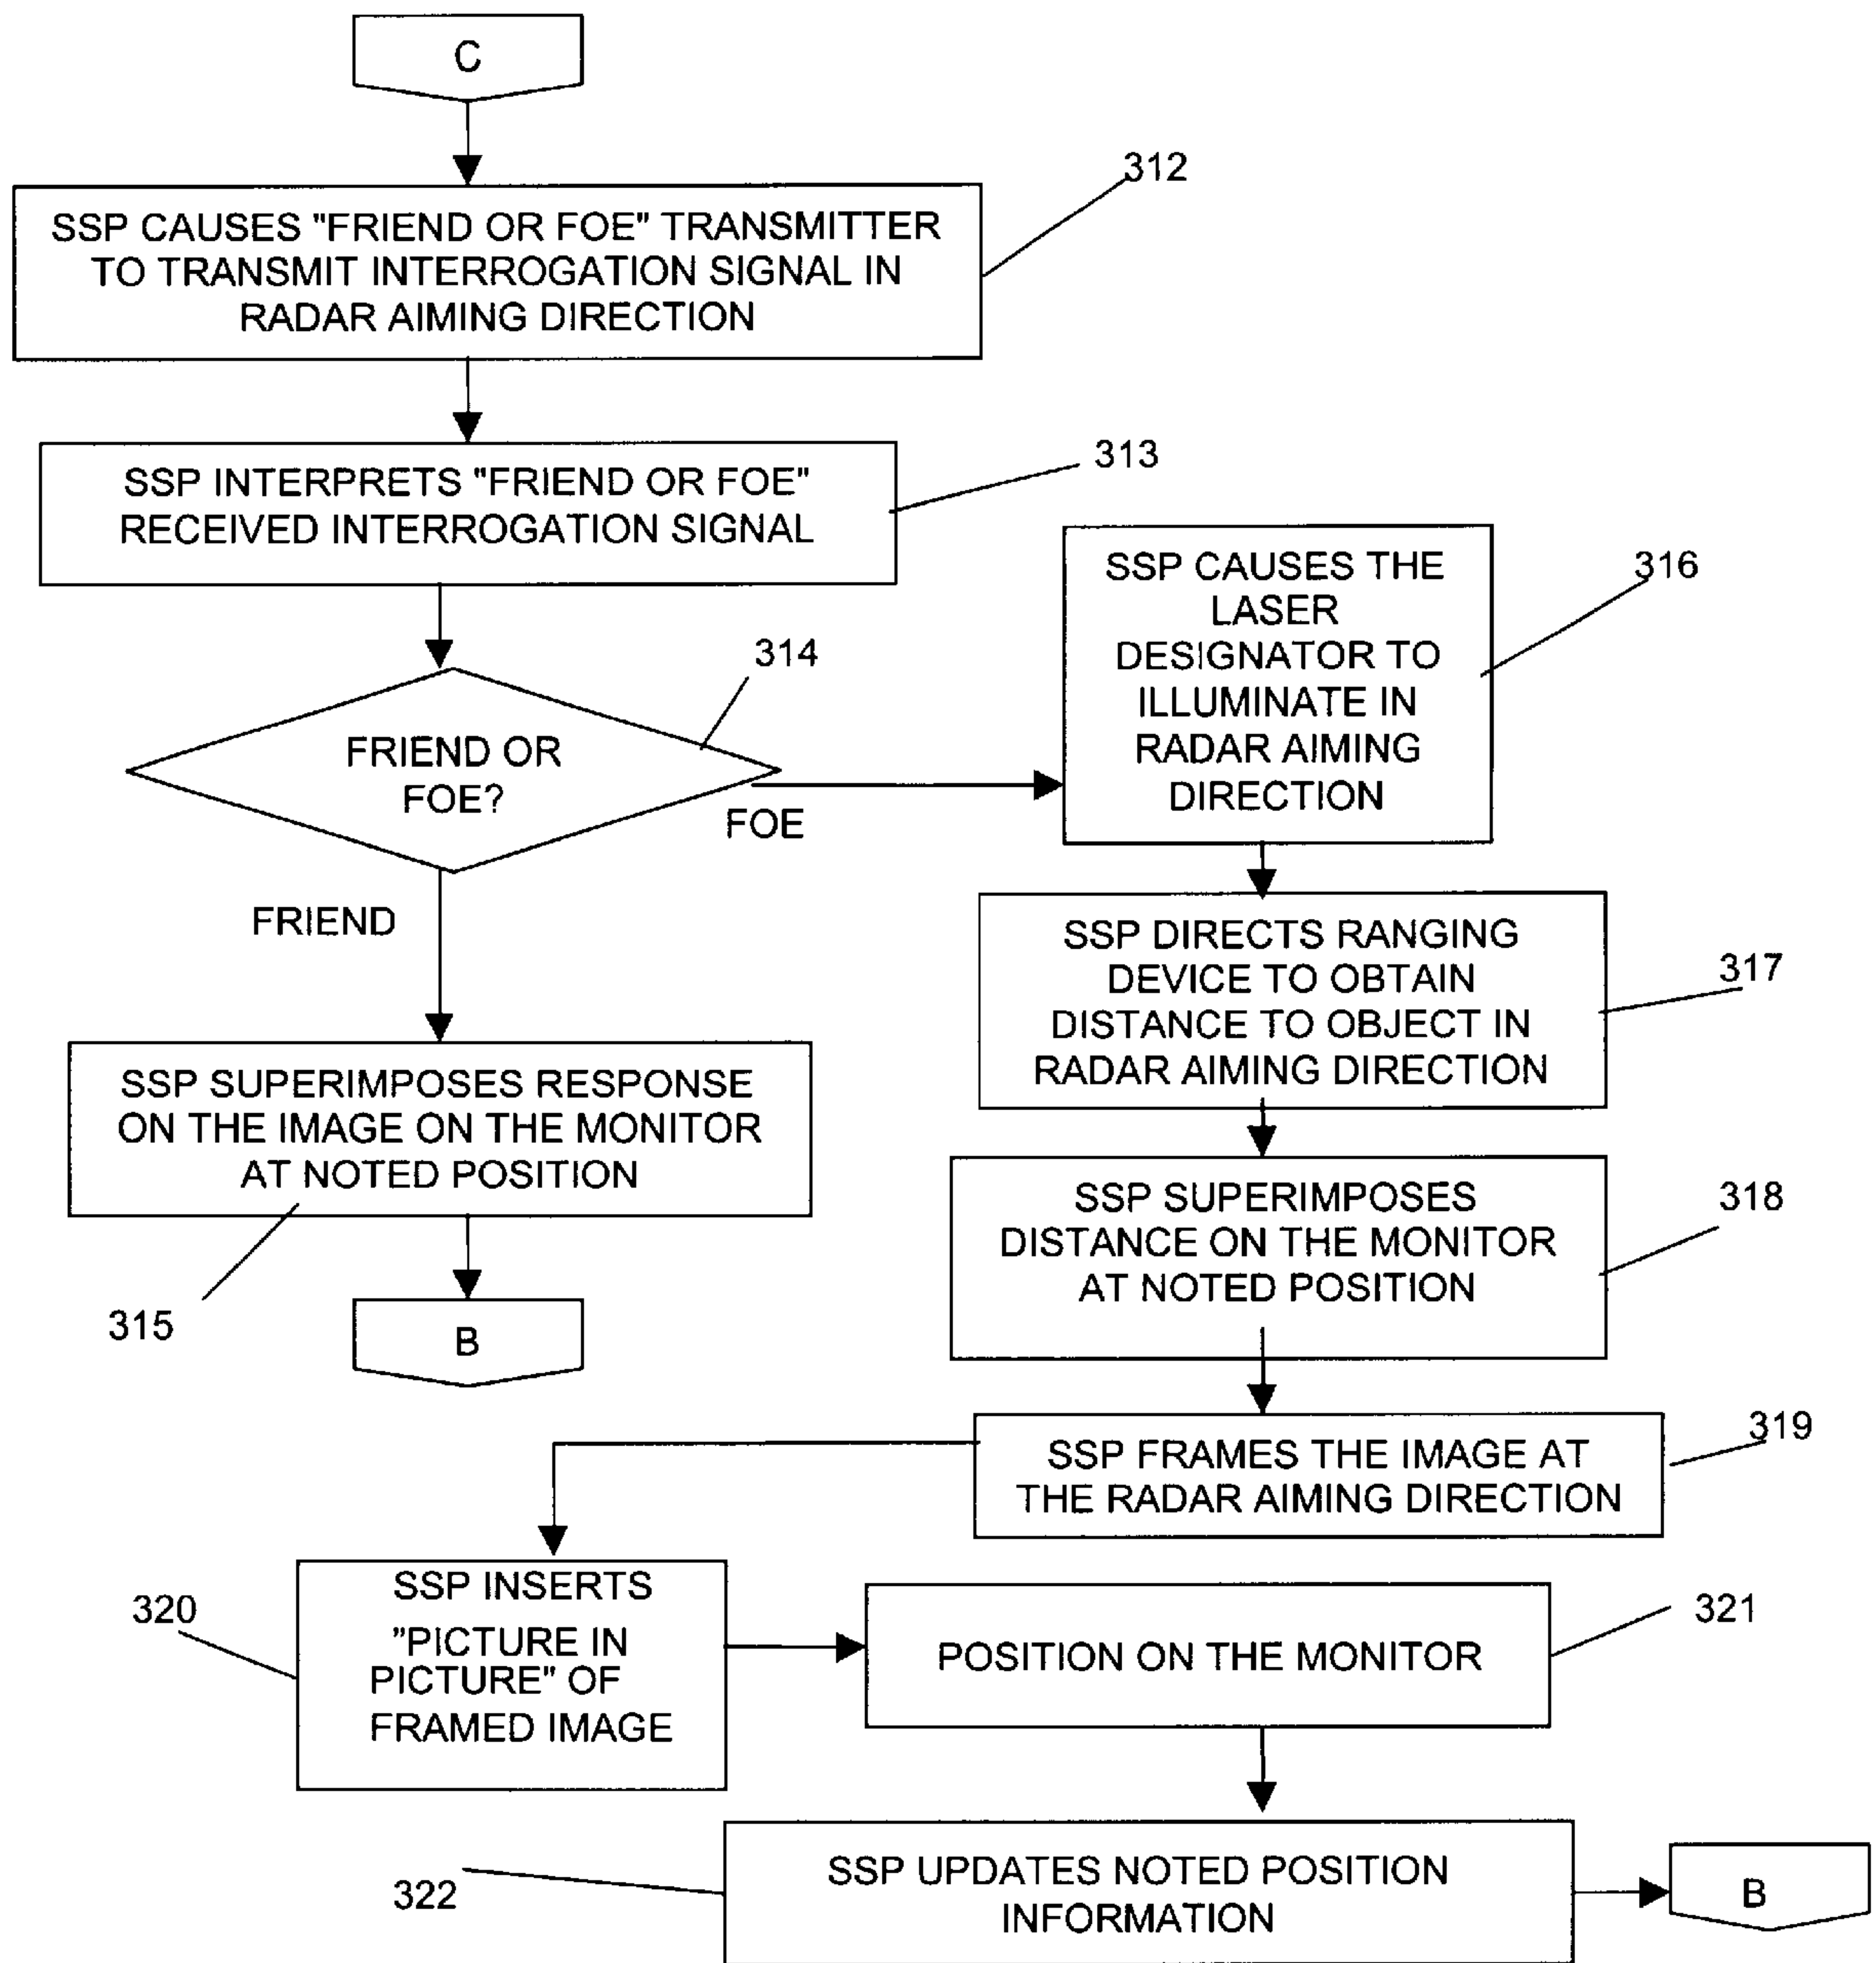 C
312
SSP CAUSES "FRIEND OR FOE" TRANSMITTER
TO TRANSMIT INTERROGATION SIGNAL IN
RADAR AIMING DIRECTION
313
SSP INTERPRETS "FRIEND OR FOE"
RECEIVED INTERROGATION SIGNAL
314
FRIEND OR
FOE?
FOE
FRIEND
SSP SUPERIMPOSES RESPONSE
ON THE IMAGE ON THE MONITOR
AT NOTED POSITION
315
B
316
SSP CAUSES THE
LASER
DESIGNATOR TO
ILLUMINATE IN
RADAR AIMING
DIRECTION
317
SSP DIRECTS RANGING
DEVICE TO OBTAIN
DISTANCE TO OBJECT IN
RADAR AIMING DIRECTION
318
SSP SUPERIMPOSES
DISTANCE ON THE MONITOR
AT NOTED POSITION
319
SSP FRAMES THE IMAGE AT
THE RADAR AIMING DIRECTION
320
SSP INSERTS
"PICTURE IN
PICTURE" OF
FRAMED IMAGE
321
POSITION ON THE MONITOR
322
SSP UPDATES NOTED POSITION
INFORMATION
B